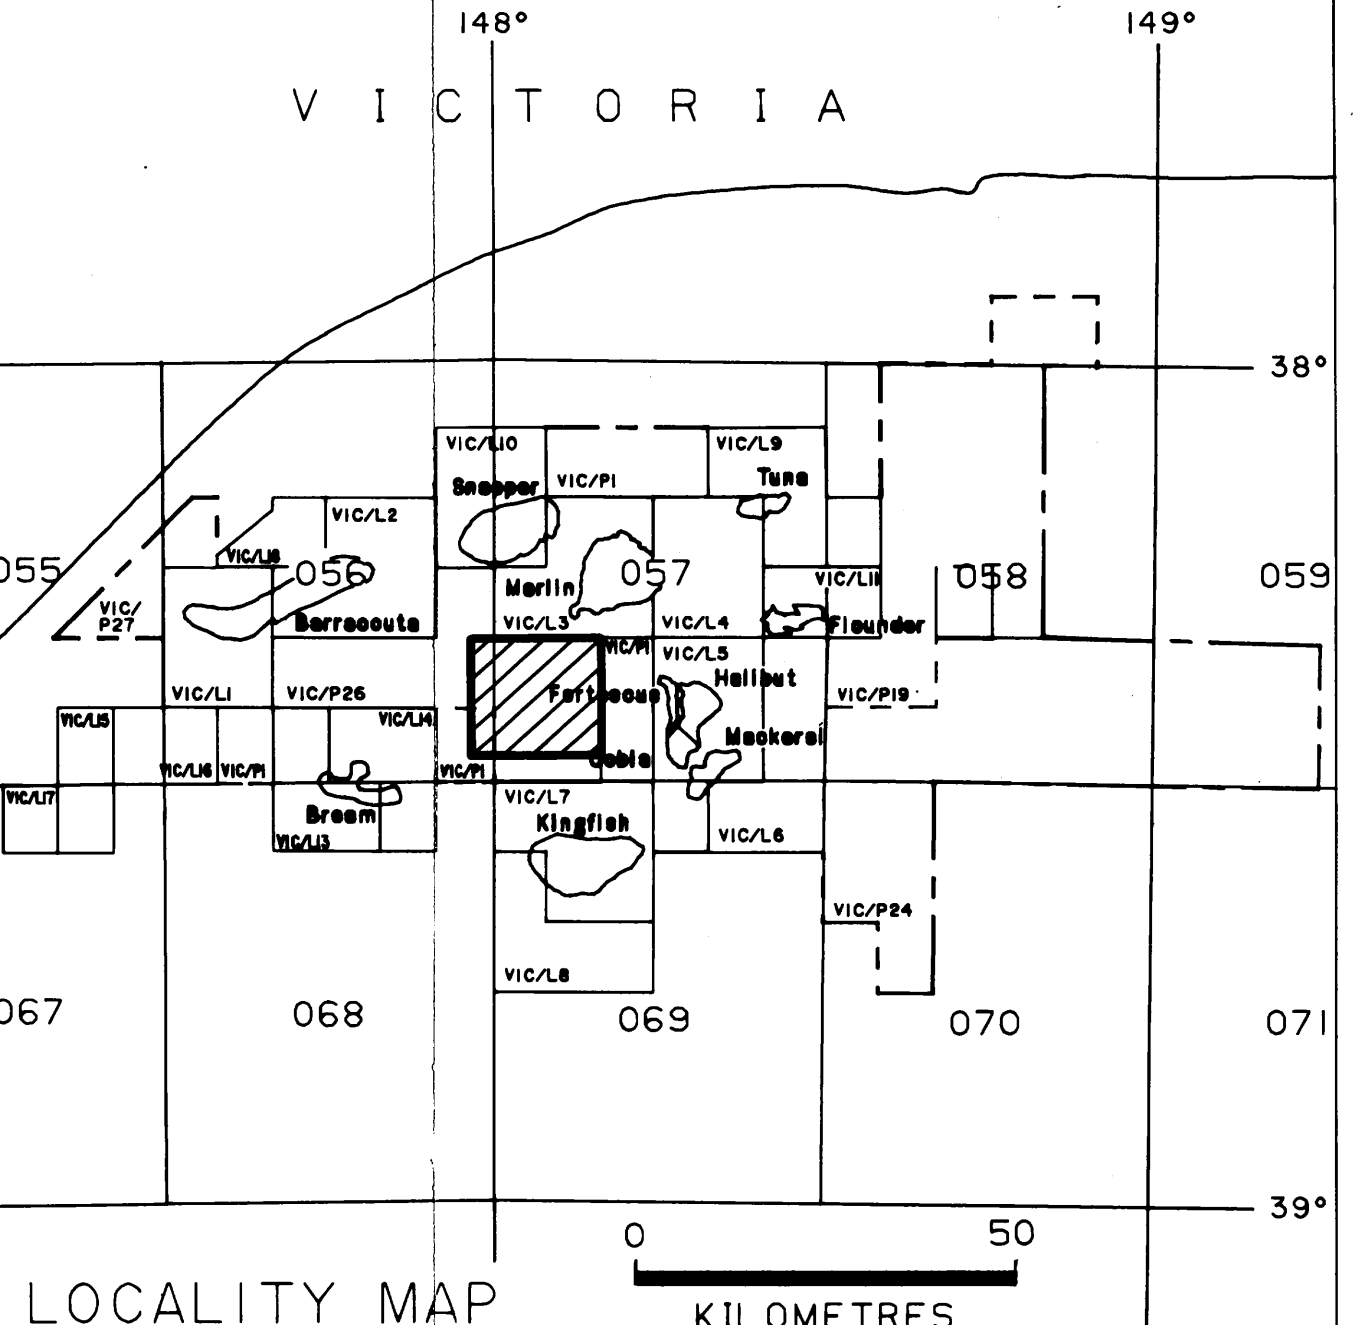 148°
149°
VICTORIA
38°
VIC/L10
VIC/L9
Tuna
VIC/P1
Snapper
VIC/L2
VIC/L18
055
056
057
058
059
VIC/L11
Marlin
VIC/
P27
Barracouta
VIC/L3
VIC/L4
Flounder
VIC/P1
VIC/L5
Halibut
VIC/L1
VIC/P26
Fortescue
VIC/P19
VIC/L15
VIC/L14
Mackerel
Cobia
VIC/L16
VIC/P1
VIC/P1
VIC/L17
VIC/L7
Bream
Kingfish
VIC/L6
VIC/L13
VIC/P24
VIC/L8
067
068
069
070
071
39°
0
50
LOCALITY MAP
KILOMETRES